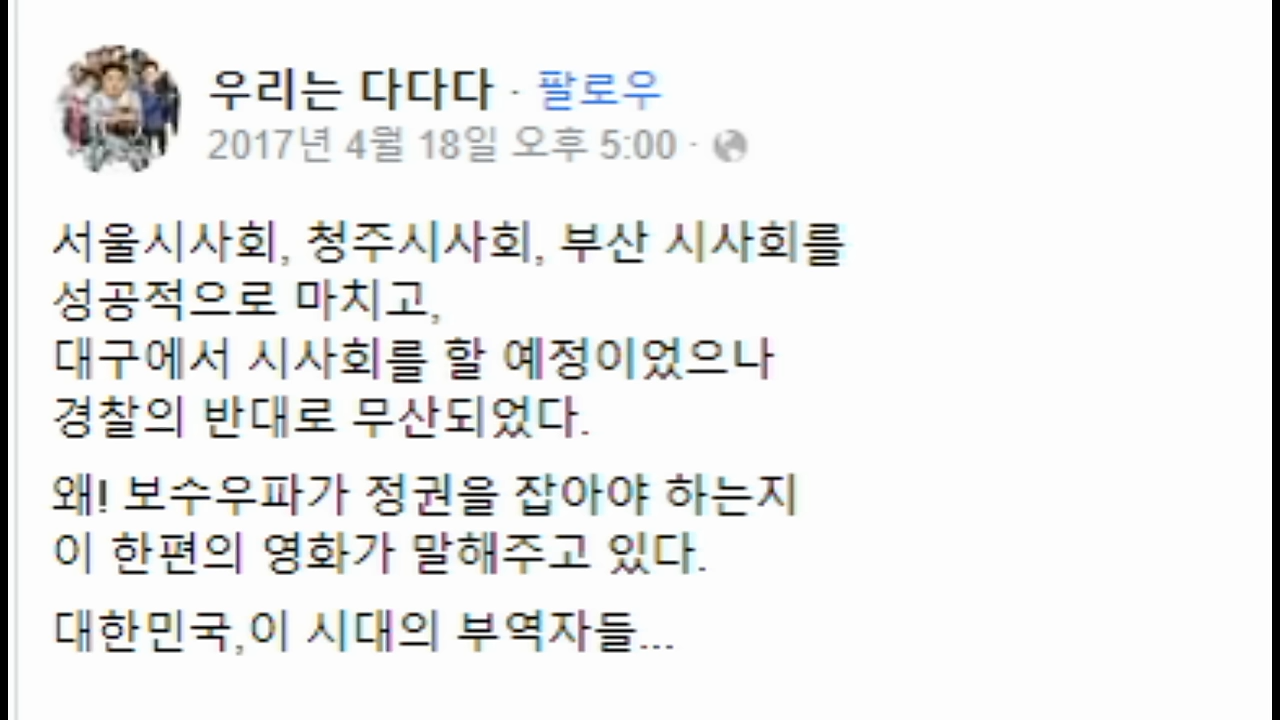 우리는 다다다 · 팔로우
2017년 4월 18일 오후 5:00 ·
서울시사회, 청주시사회, 부산 시사회를
성공적으로 마치고,
대구에서 시사회를 할 예정이었으나
경찰의 반대로 무산되었다.
왜! 보수우파가 정권을 잡아야 하는지
이 한편의 영화가 말해주고 있다.
대한민국,이 시대의 부역자들...